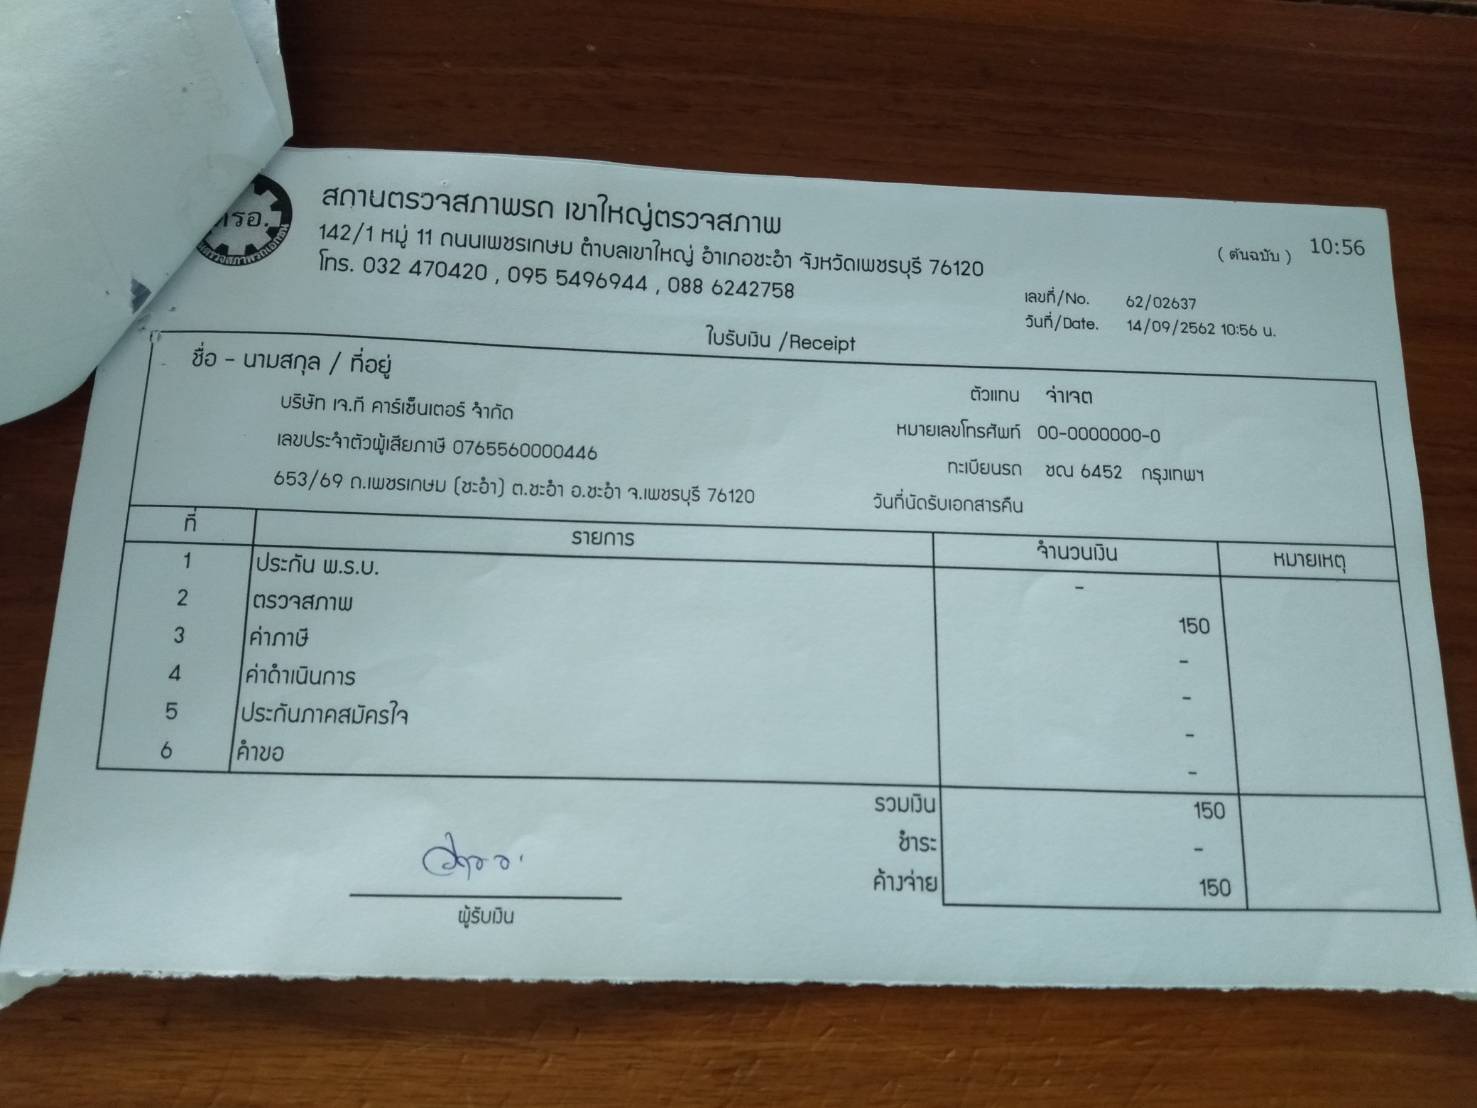 รอ.
สถานตรวจสภาพรถ เขาใหญ่ตรวจสภาพ
142/1 หมู่ 11 ถนนเพชรเกษม ตำบลเขาใหญ่ อำเภอชะอำ จังหวัดเพชรบุรี 76120
โทร. 032 470420 , 095 5496944 , 088 6242758
( ต้นฉบับ ) 10:56
เลขที่/No. 62/02637
วันที่/Date. 14/09/2562 10:56 น.
ใบรับเงิน /Receipt
ชื่อ - นามสกุล / ที่อยู่
บริษัท เจ.ที คาร์เซ็นเตอร์ จำกัด
เลขประจำตัวผู้เสียภาษี 0765560000446
653/69 ถ.เพชรเกษม (ชะอำ) ต.ชะอำ อ.ชะอำ จ.เพชรบุรี 76120
ตัวแทน จ่าเจต
หมายเลขโทรศัพท์ 00-0000000-0
ทะเบียนรถ ชณ 6452 กรุงเทพฯ
วันที่นัดรับเอกสารคืน
ที่ รายการ จำนวนเงิน หมายเหตุ
1 ประกัน พ.ร.บ. -
2 ตรวจสภาพ 150
3 ค่าภาษี -
4 ค่าดำเนินการ -
5 ประกันภาคสมัครใจ -
6 คำขอ -
รวมเงิน 150
ชำระ -
ค้างจ่าย 150
ผู้รับเงิน